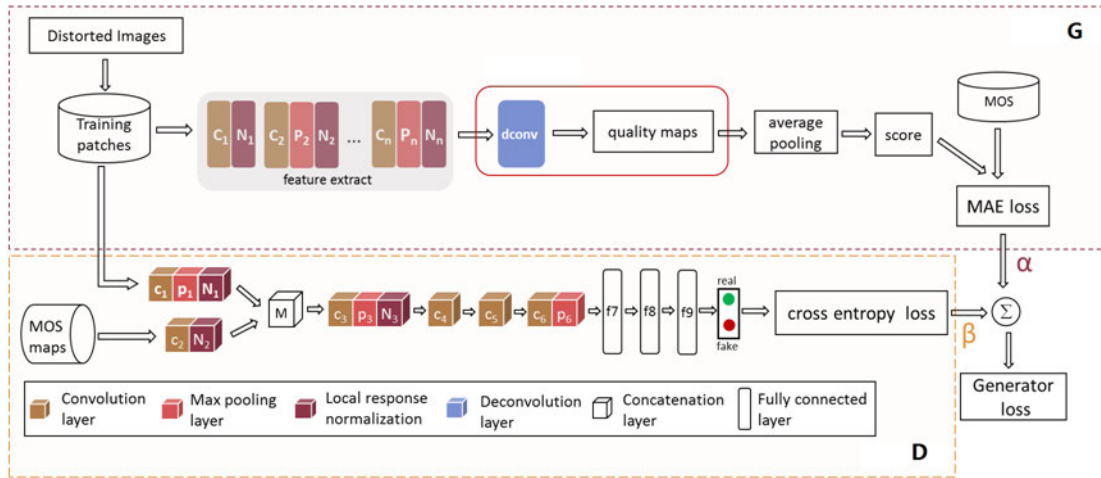 G
Distorted Images
Training
patches
C1 N1 C2 P2 N2 ... Cn Pn Nn
feature extract
dconv
quality maps
average
pooling
score
MOS
MAE loss
α
MOS
maps
c1 p1 N1
c2 N2
M
c3 p3 N3
c4
c5
c6 p6
f7
f8
f9
real
fake
cross entropy loss
β
Σ
Generator
loss
Convolution
layer
Max pooling
layer
Local response
normalization
Deconvolution
layer
Concatenation
layer
Fully connected
layer
D